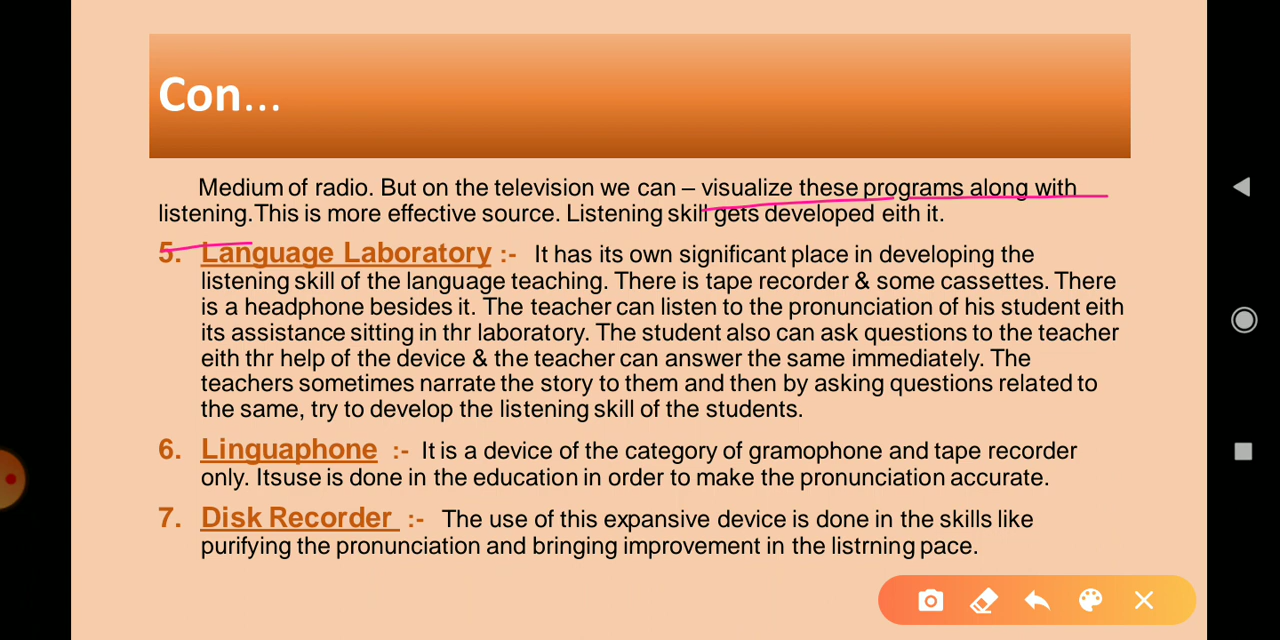 Con...
Medium of radio. But on the television we can – visualize these programs along with
listening.This is more effective source. Listening skill gets developed eith it.
5. Language Laboratory :- It has its own significant place in developing the
listening skill of the language teaching. There is tape recorder & some cassettes. There
is a headphone besides it. The teacher can listen to the pronunciation of his student eith
its assistance sitting in thr laboratory. The student also can ask questions to the teacher
eith thr help of the device & the teacher can answer the same immediately. The
teachers sometimes narrate the story to them and then by asking questions related to
the same, try to develop the listening skill of the students.
6. Linguaphone :- It is a device of the category of gramophone and tape recorder
only. Itsuse is done in the education in order to make the pronunciation accurate.
7. Disk Recorder :- The use of this expansive device is done in the skills like
purifying the pronunciation and bringing improvement in the listrning pace.